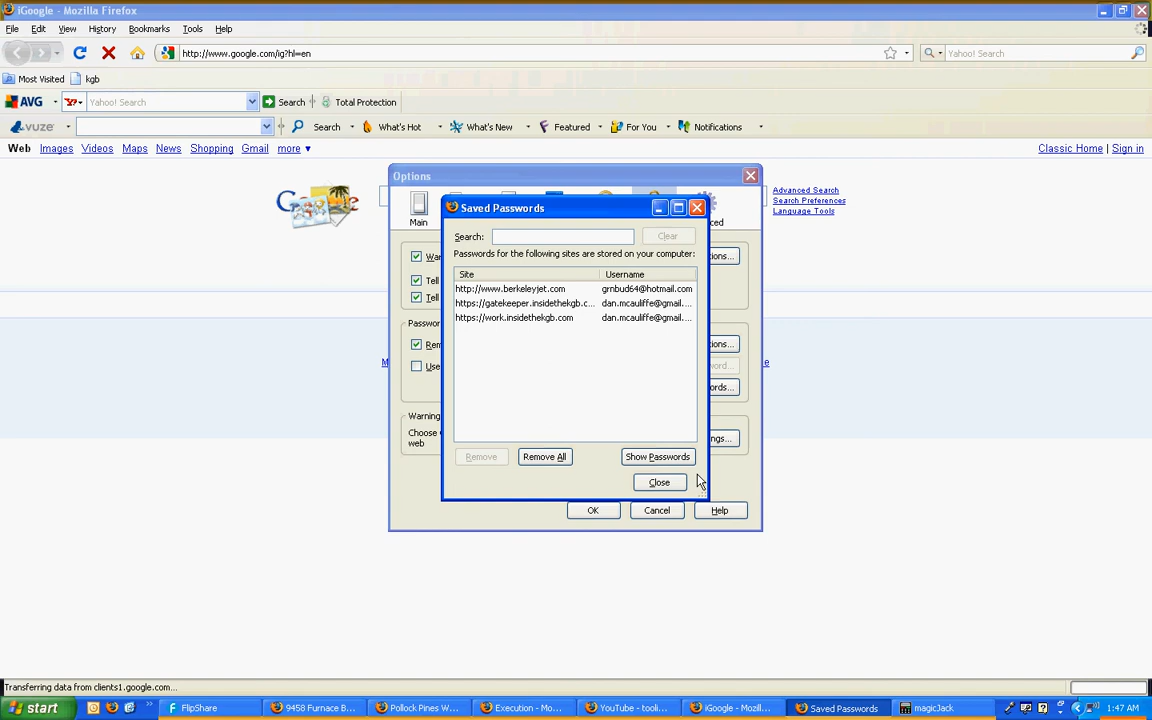 iGoogle - Mozilla Firefox
File Edit View History Bookmarks Tools Help
http://www.google.com/ig?hl=en
Yahoo! Search
Most Visited kgb
AVG Yahoo! Search Search Total Protection
vuze Search What's Hot What's New Featured For You Notifications
Web Images Videos Maps News Shopping Gmail more ▼ Classic Home | Sign in
Options
Advanced Search
Search Preferences
Language Tools
Main
Saved Passwords
Search: Clear
Passwords for the following sites are stored on your computer:
Site Username
http://www.berkeleyjet.com grnbud64@hotmail.com
https://gatekeeper.insidethekgb.c... dan.mcauliffe@gmail....
https://work.insidethekgb.com dan.mcauliffe@gmail....
Tell
Tell
Warning
Choose
web
Remove Remove All Show Passwords
Close
OK Cancel Help
Transferring data from clients1.google.com...
start FlipShare 9458 Furnace B... Pollock Pines W... Execution - Mo... YouTube - tooli... iGoogle - Mozill... Saved Passwords magicJack 1:47 AM